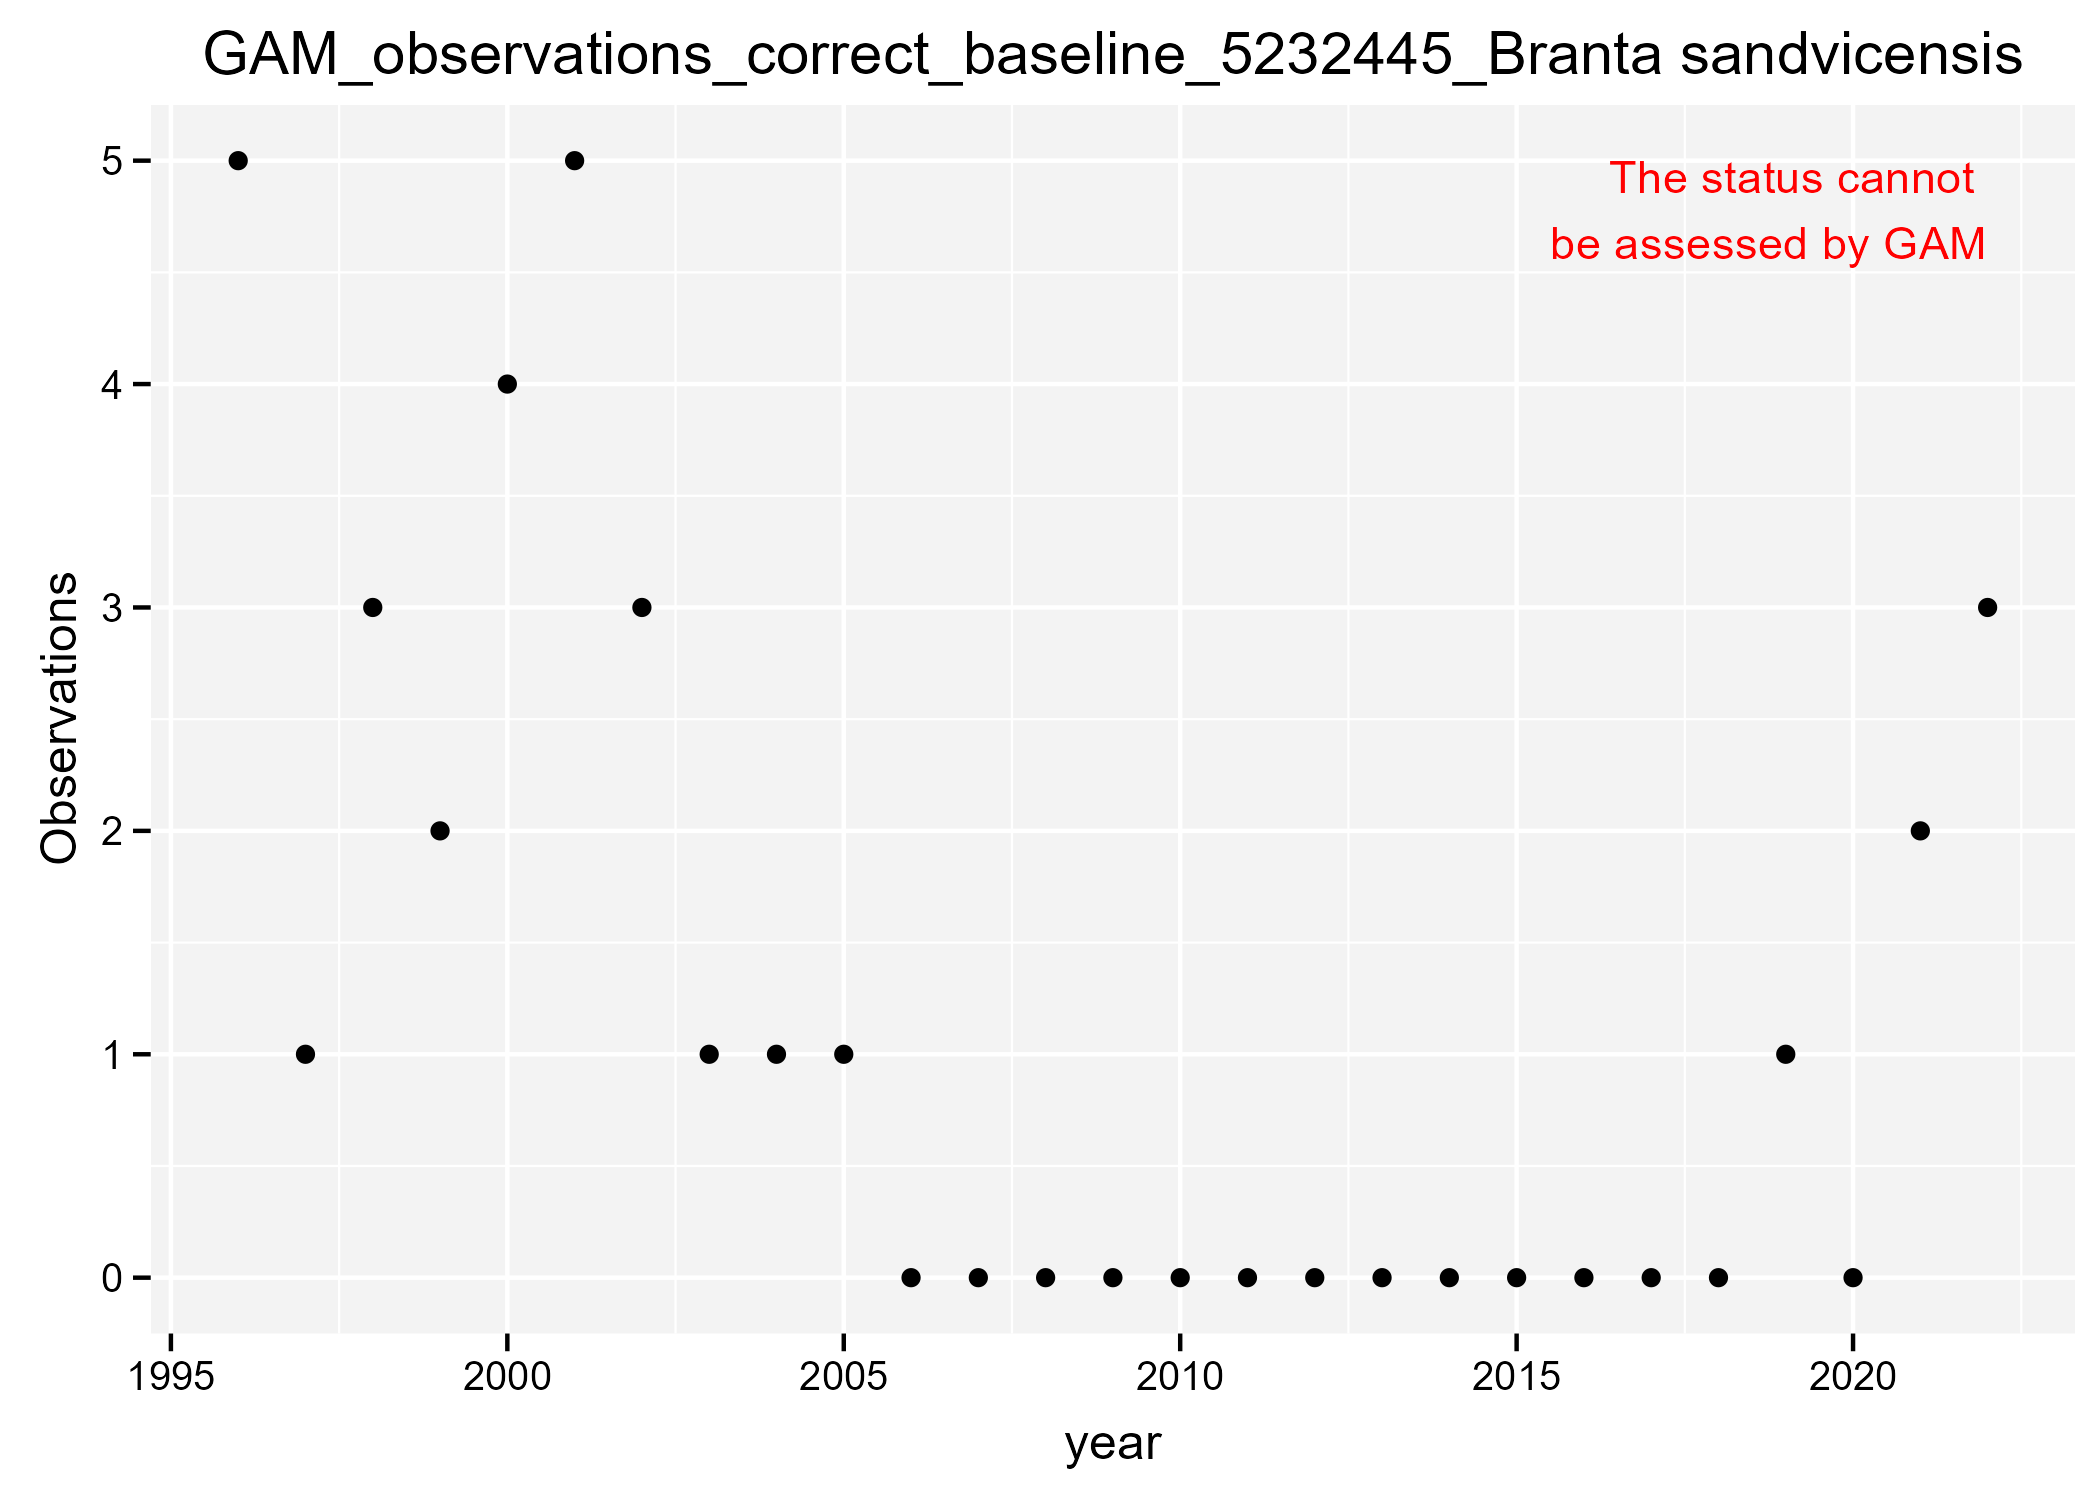 GAM_observations_correct_baseline_5232445_Branta sandvicensis
The status cannot
be assessed by GAM
Observations
5
4
3
2
1
0
1995 2000 2005 2010 2015 2020
year